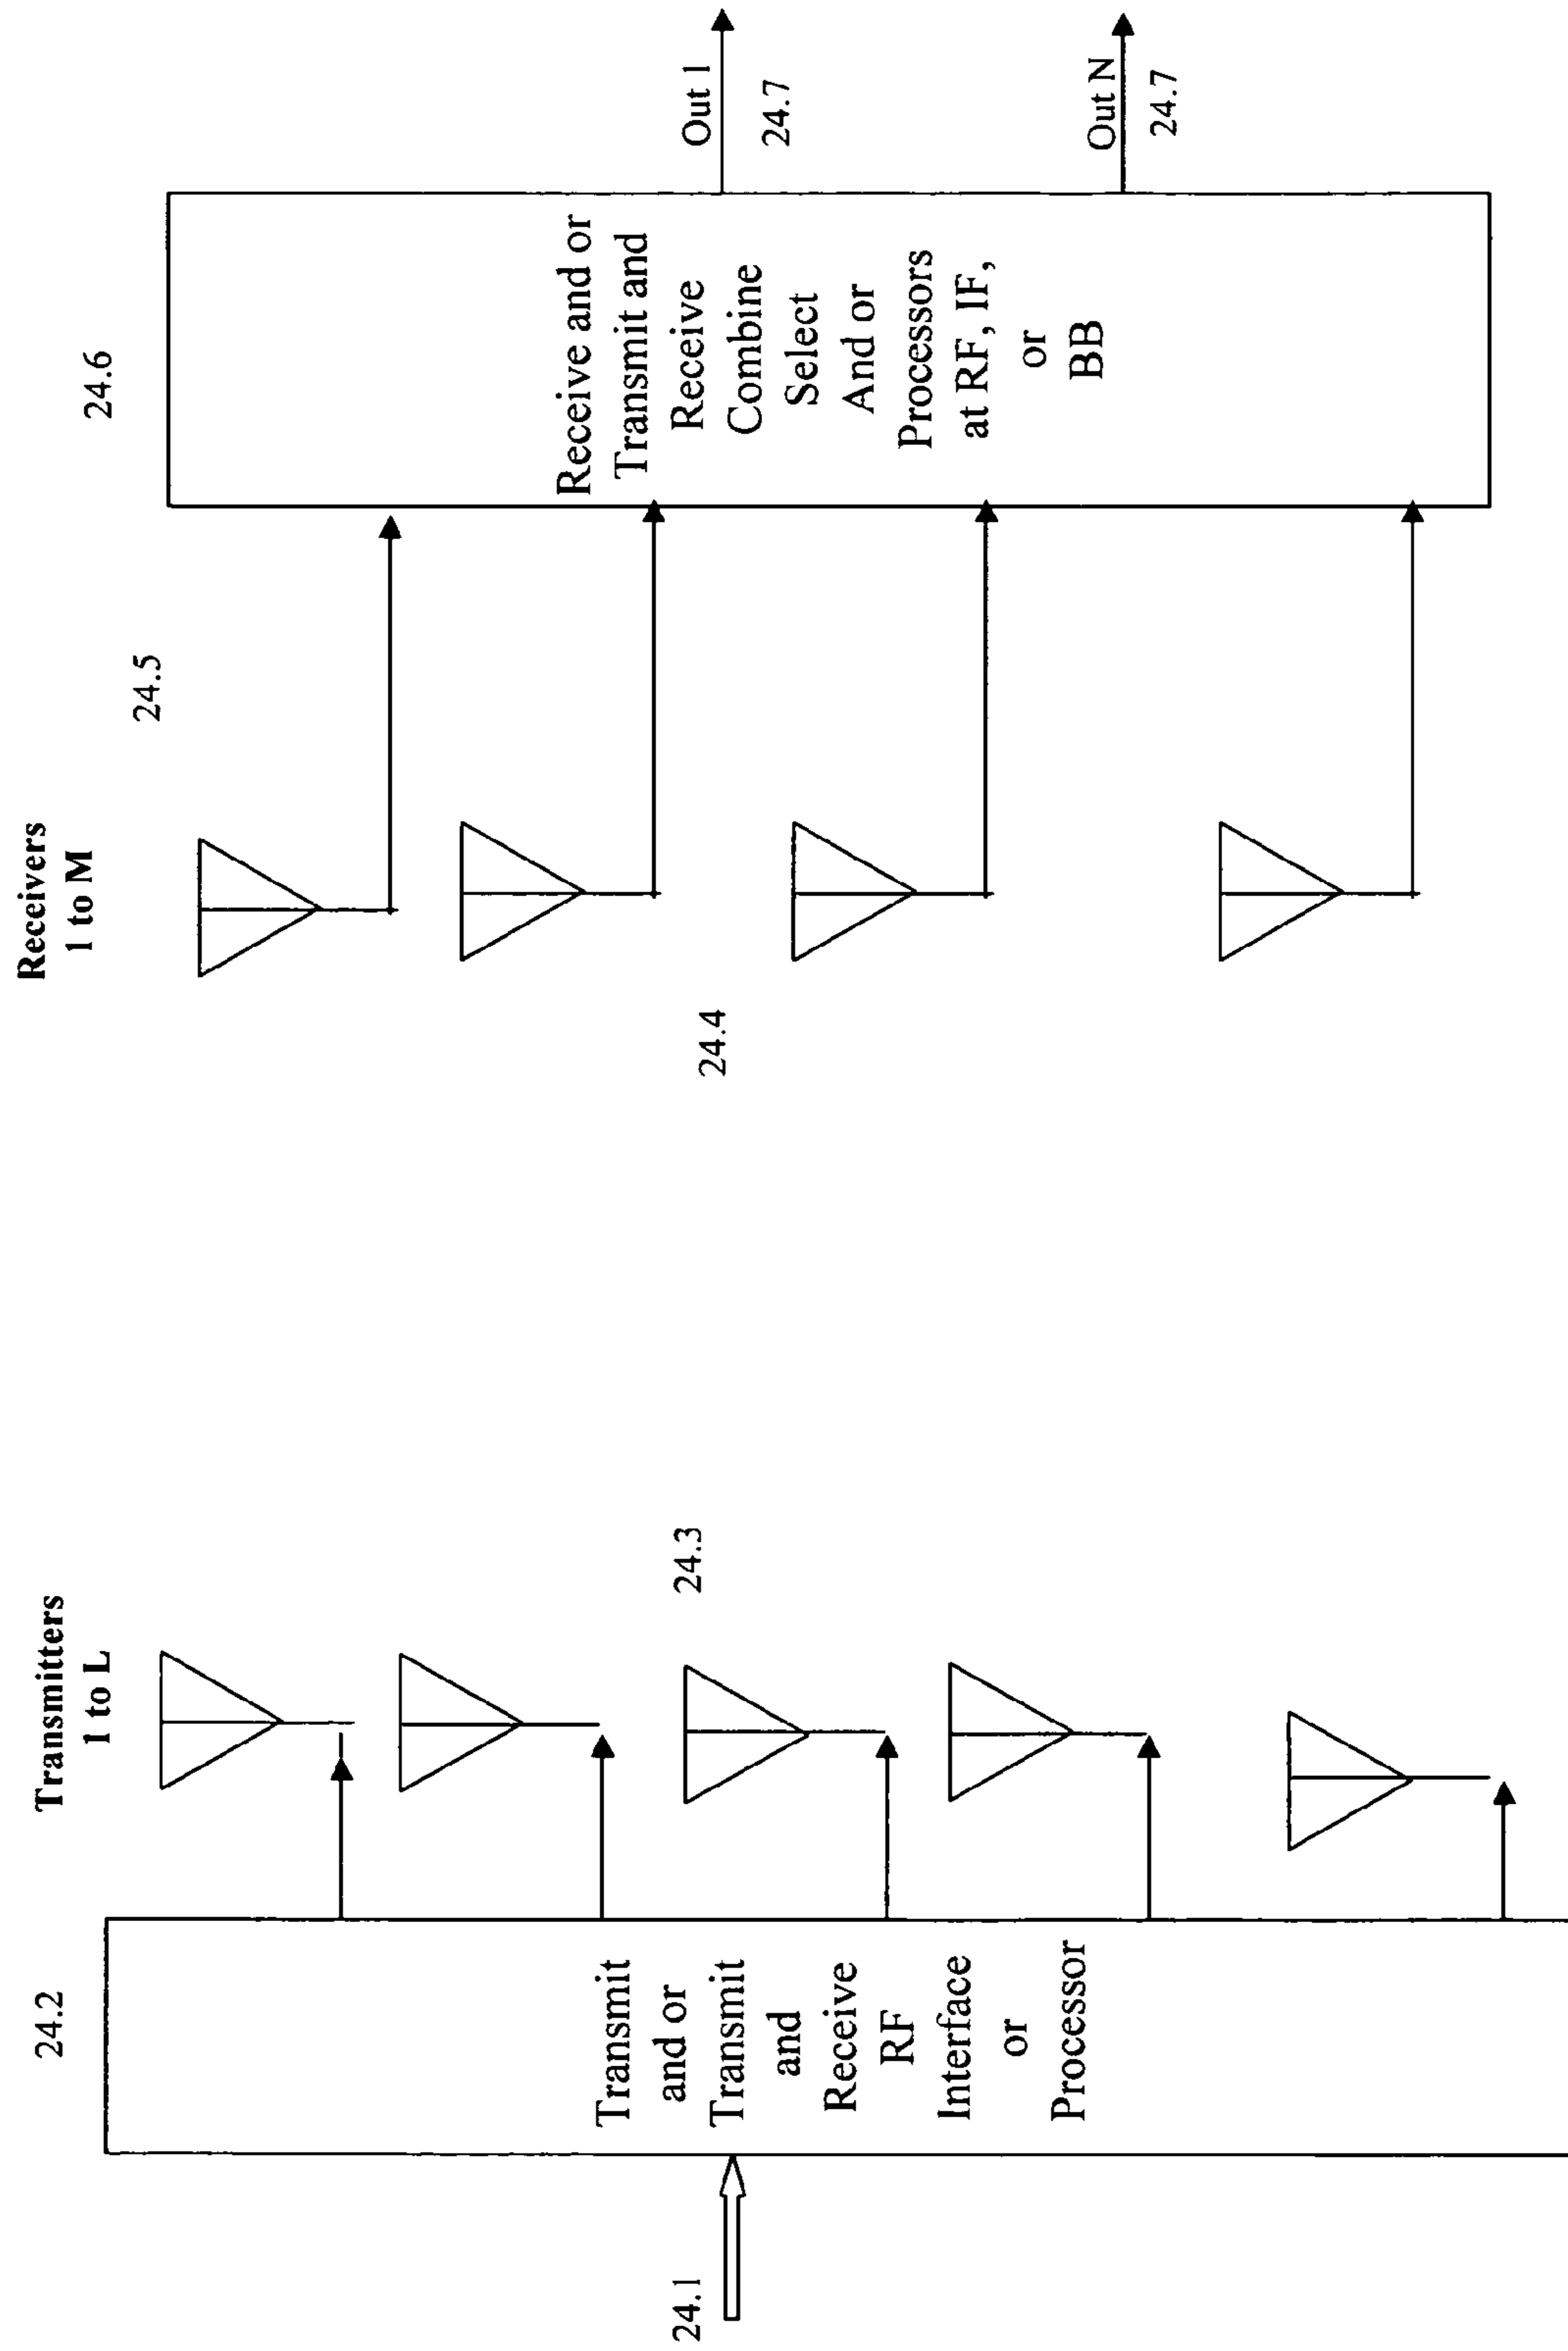 24.1
24.2
Transmit
and or
Transmit
and
Receive
RF
Interface
or
Processor
Transmitters
1 to L
24.3
24.4
Receivers
1 to M
24.5
24.6
Receive and or
Transmit and
Receive
Combine
Select
And or
Processors
at RF, IF,
or
BB
Out 1
24.7
Out N
24.7